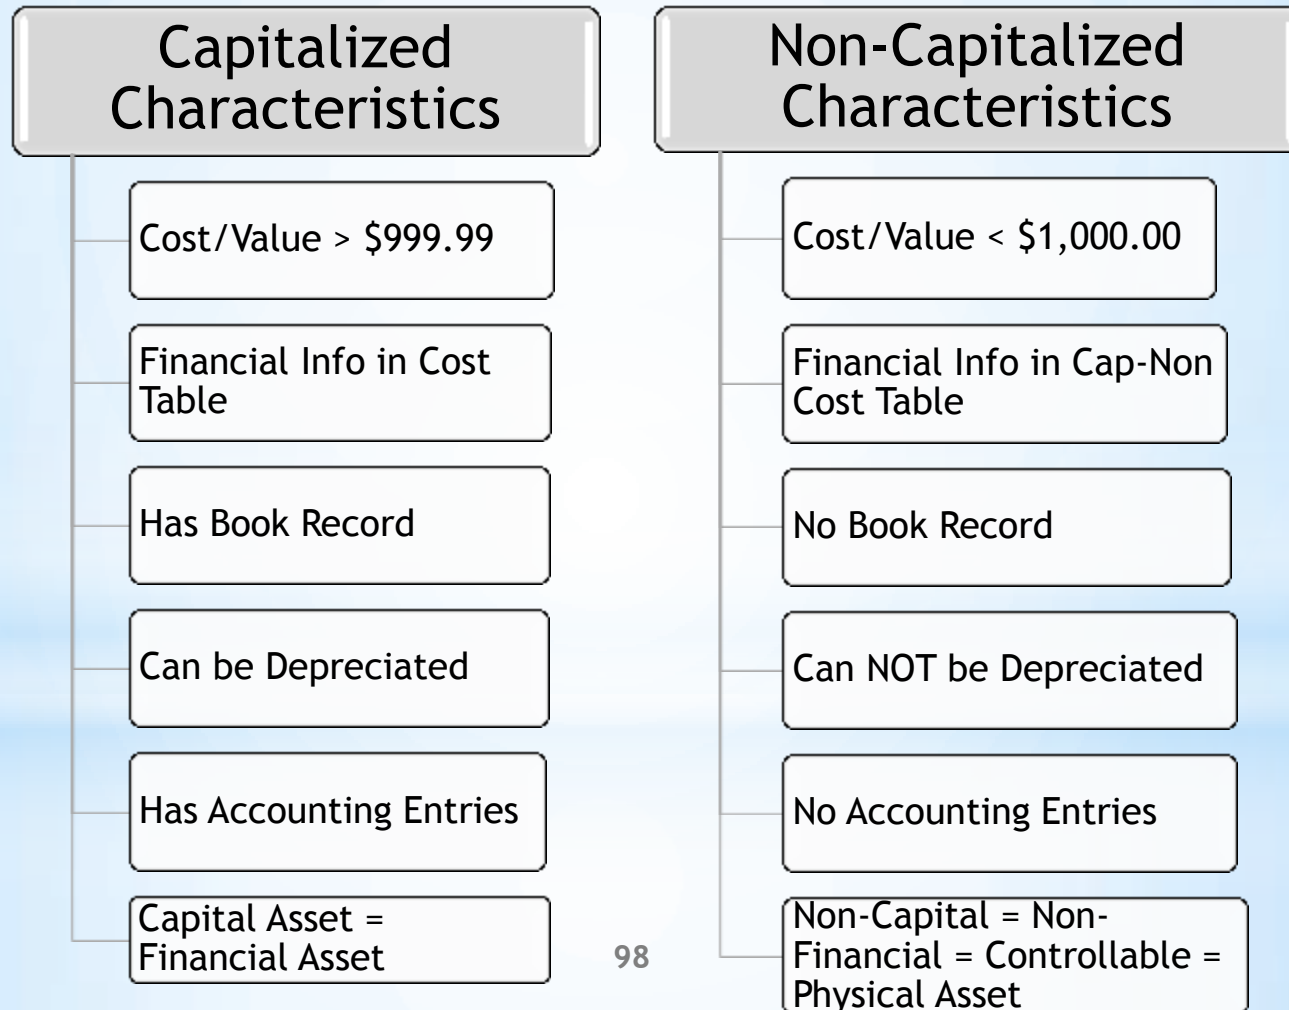 Capitalized
Characteristics
Cost/Value > $999.99
Financial Info in Cost
Table
Has Book Record
Can be Depreciated
Has Accounting Entries
Capital Asset =
Financial Asset
Non-Capitalized
Characteristics
Cost/Value < $1,000.00
Financial Info in Cap-Non
Cost Table
No Book Record
Can NOT be Depreciated
No Accounting Entries
Non-Capital = Non-
Financial = Controllable =
Physical Asset
98